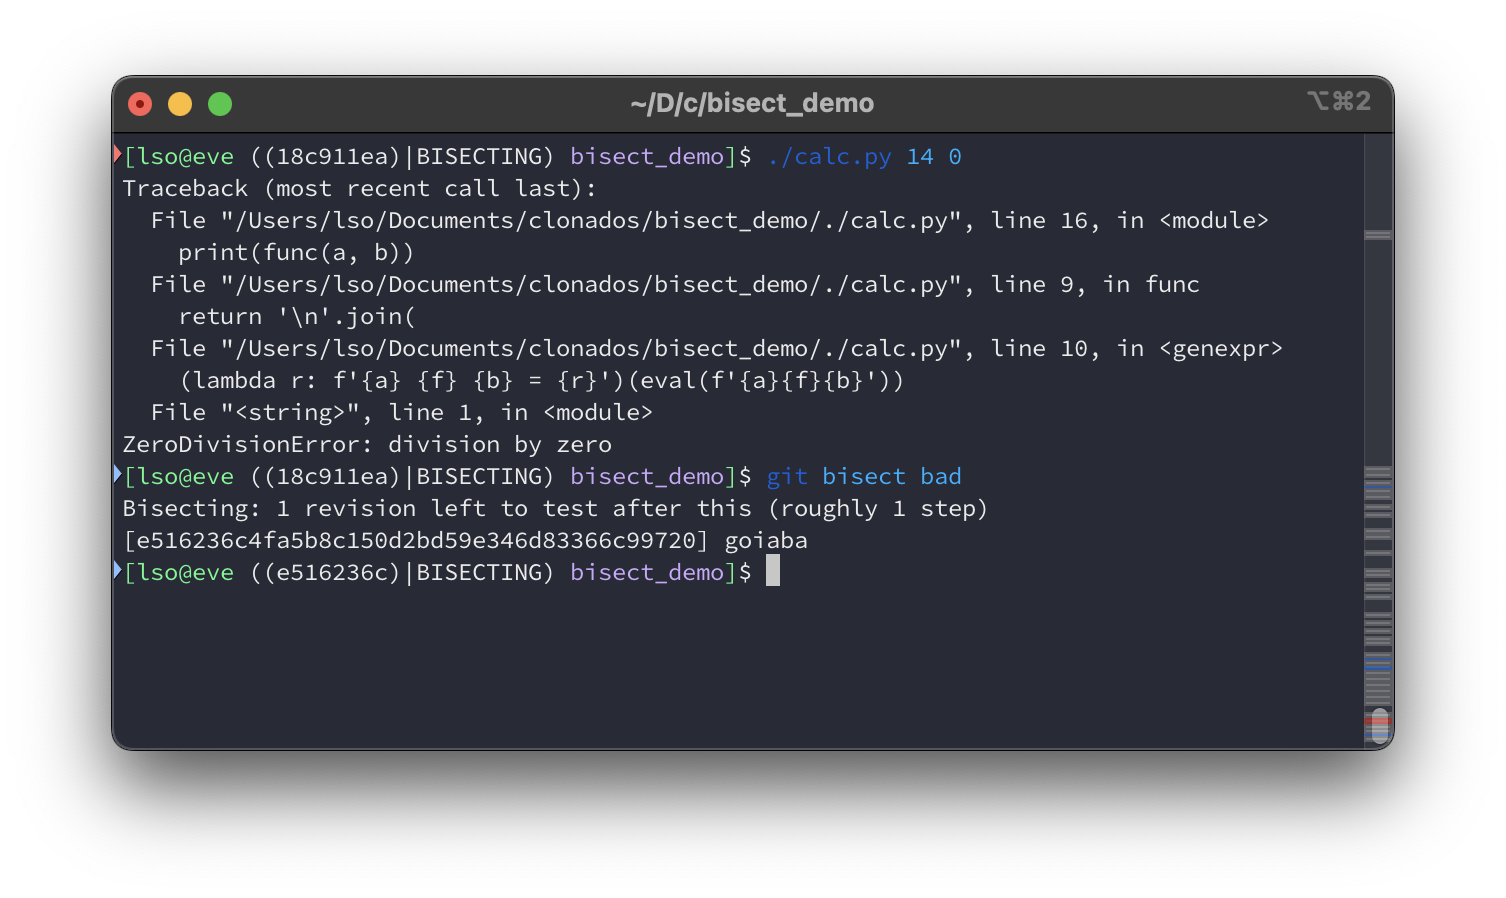 ~/D/c/bisect_demo
⌥⌘2
[lso@eve ((18c911ea)|BISECTING) bisect_demo]$ ./calc.py 14 0
Traceback (most recent call last):
  File "/Users/lso/Documents/clonados/bisect_demo/./calc.py", line 16, in <module>
    print(func(a, b))
  File "/Users/lso/Documents/clonados/bisect_demo/./calc.py", line 9, in func
    return '\n'.join(
  File "/Users/lso/Documents/clonados/bisect_demo/./calc.py", line 10, in <genexpr>
    (lambda r: f'{a} {f} {b} = {r}')(eval(f'{a}{f}{b}'))
  File "<string>", line 1, in <module>
ZeroDivisionError: division by zero
[lso@eve ((18c911ea)|BISECTING) bisect_demo]$ git bisect bad
Bisecting: 1 revision left to test after this (roughly 1 step)
[e516236c4fa5b8c150d2bd59e346d83366c99720] goiaba
[lso@eve ((e516236c)|BISECTING) bisect_demo]$